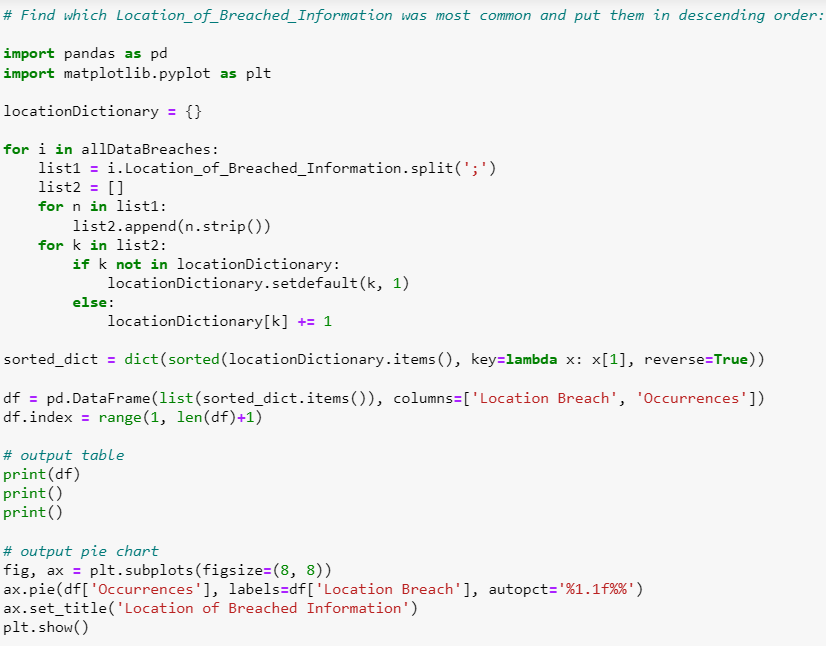 # Find which Location_of_Breached_Information was most common and put them in descending order:

import pandas as pd
import matplotlib.pyplot as plt

locationDictionary = {}

for i in allDataBreaches:
    list1 = i.Location_of_Breached_Information.split(';')
    list2 = []
    for n in list1:
        list2.append(n.strip())
    for k in list2:
        if k not in locationDictionary:
            locationDictionary.setdefault(k, 1)
        else:
            locationDictionary[k] += 1

sorted_dict = dict(sorted(locationDictionary.items(), key=lambda x: x[1], reverse=True))

df = pd.DataFrame(list(sorted_dict.items()), columns=['Location Breach', 'Occurrences'])
df.index = range(1, len(df)+1)

# output table
print(df)
print()
print()

# output pie chart
fig, ax = plt.subplots(figsize=(8, 8))
ax.pie(df['Occurrences'], labels=df['Location Breach'], autopct='%1.1f%%')
ax.set_title('Location of Breached Information')
plt.show()